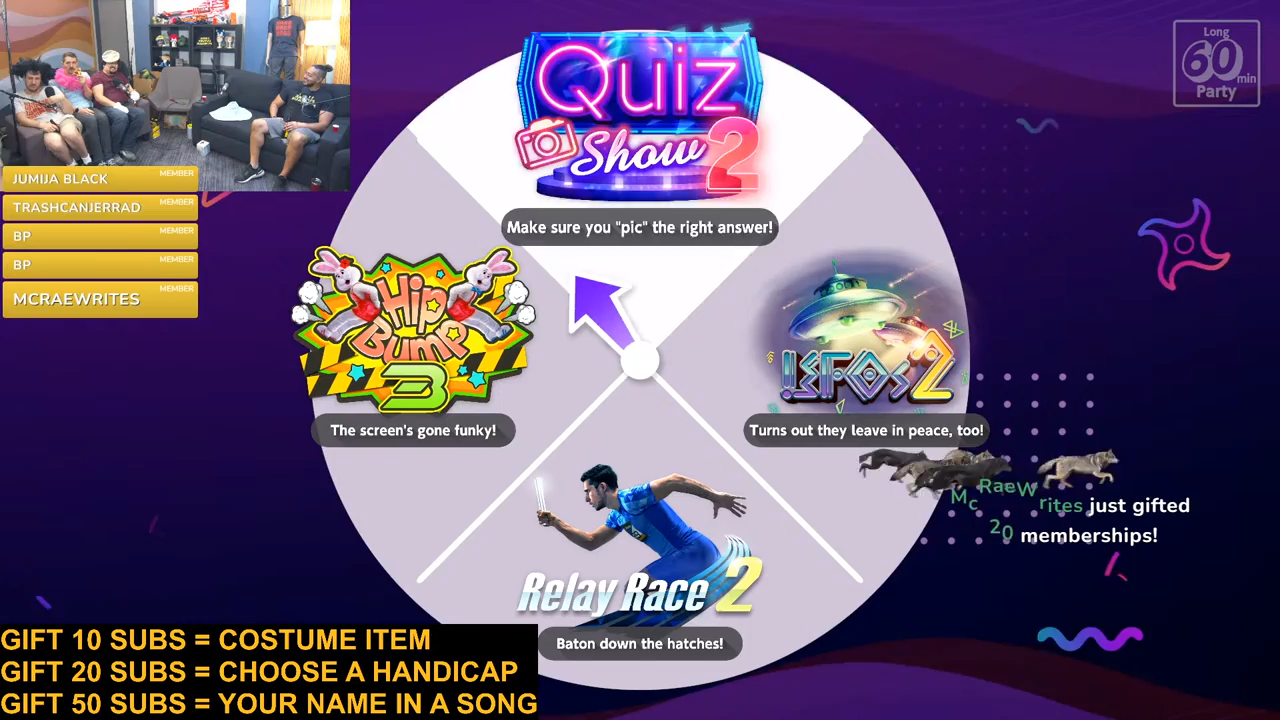 Quiz
Show 2
Make sure you "pic" the right answer!
Long
60 min
Party
JUMIJA BLACK MEMBER
TRASHCANJERRAD MEMBER
BP MEMBER
BP MEMBER
MCRAEWRITES MEMBER
Hip
Bump
3
The screen's gone funky!
!SFOs 2
Turns out they leave in peace, too!
McRaeWrites just gifted
20 memberships!
Relay Race 2
Baton down the hatches!
GIFT 10 SUBS = COSTUME ITEM
GIFT 20 SUBS = CHOOSE A HANDICAP
GIFT 50 SUBS = YOUR NAME IN A SONG